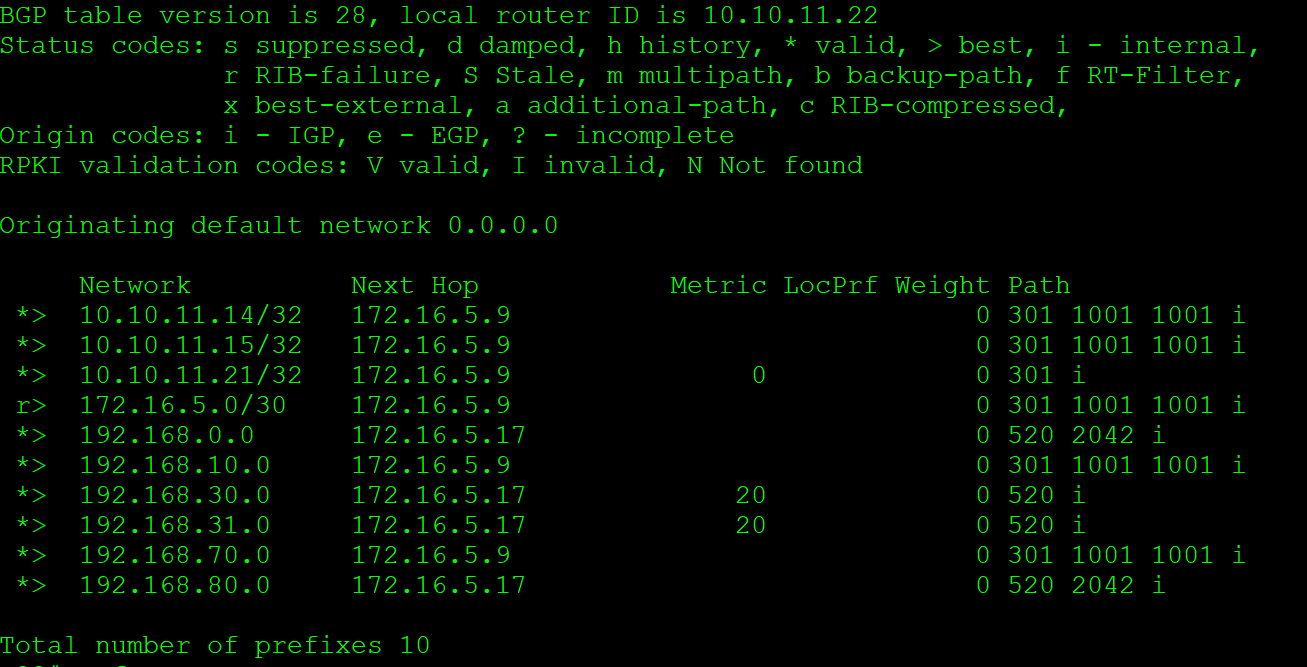 BGP table version is 28, local router ID is 10.10.11.22
Status codes: s suppressed, d damped, h history, * valid, > best, i - internal,
              r RIB-failure, S Stale, m multipath, b backup-path, f RT-Filter,
              x best-external, a additional-path, c RIB-compressed,
Origin codes: i - IGP, e - EGP, ? - incomplete
RPKI validation codes: V valid, I invalid, N Not found
Originating default network 0.0.0.0
     Network          Next Hop            Metric LocPrf Weight Path
 *>  10.10.11.14/32   172.16.5.9                             0 301 1001 1001 i
 *>  10.10.11.15/32   172.16.5.9                             0 301 1001 1001 i
 *>  10.10.11.21/32   172.16.5.9               0             0 301 i
 r>  172.16.5.0/30    172.16.5.9                             0 301 1001 1001 i
 *>  192.168.0.0      172.16.5.17                            0 520 2042 i
 *>  192.168.10.0     172.16.5.9                             0 301 1001 1001 i
 *>  192.168.30.0     172.16.5.17             20             0 520 i
 *>  192.168.31.0     172.16.5.17             20             0 520 i
 *>  192.168.70.0     172.16.5.9                             0 301 1001 1001 i
 *>  192.168.80.0     172.16.5.17                            0 520 2042 i
Total number of prefixes 10